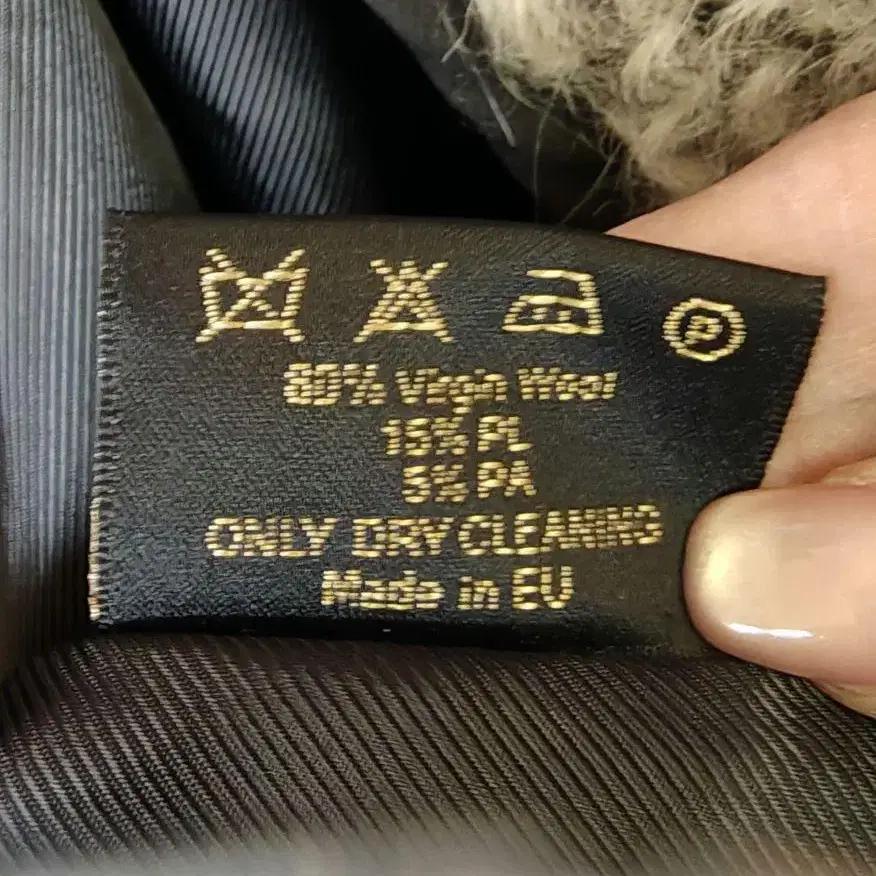 P
80% Virgin Wool
15% PL
5% PA
ONLY DRY CLEANING
Made in EU